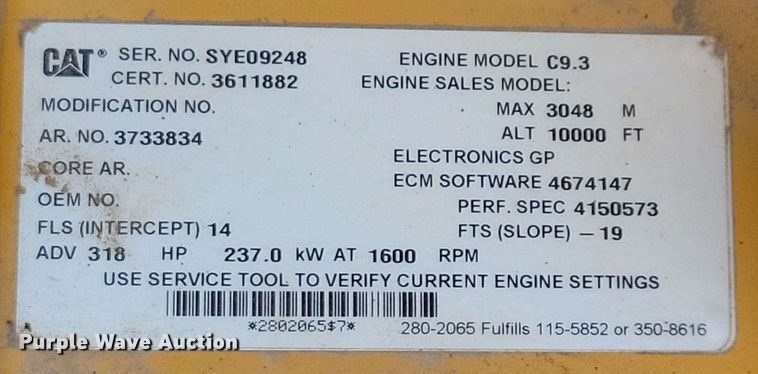 CAT® SER. NO. SYE09248 ENGINE MODEL C9.3
CERT. NO. 3611882 ENGINE SALES MODEL:
MODIFICATION NO. MAX 3048 M
AR. NO. 3733834 ALT 10000 FT
CORE AR. ELECTRONICS GP
OEM NO. ECM SOFTWARE 4674147
PERF. SPEC 4150573
FLS (INTERCEPT) 14 FTS (SLOPE) -19
ADV 318 HP 237.0 kW AT 1600 RPM
USE SERVICE TOOL TO VERIFY CURRENT ENGINE SETTINGS
*2802065$7* 280-2065 Fulfills 115-5852 or 350-8616
Purple Wave Auction